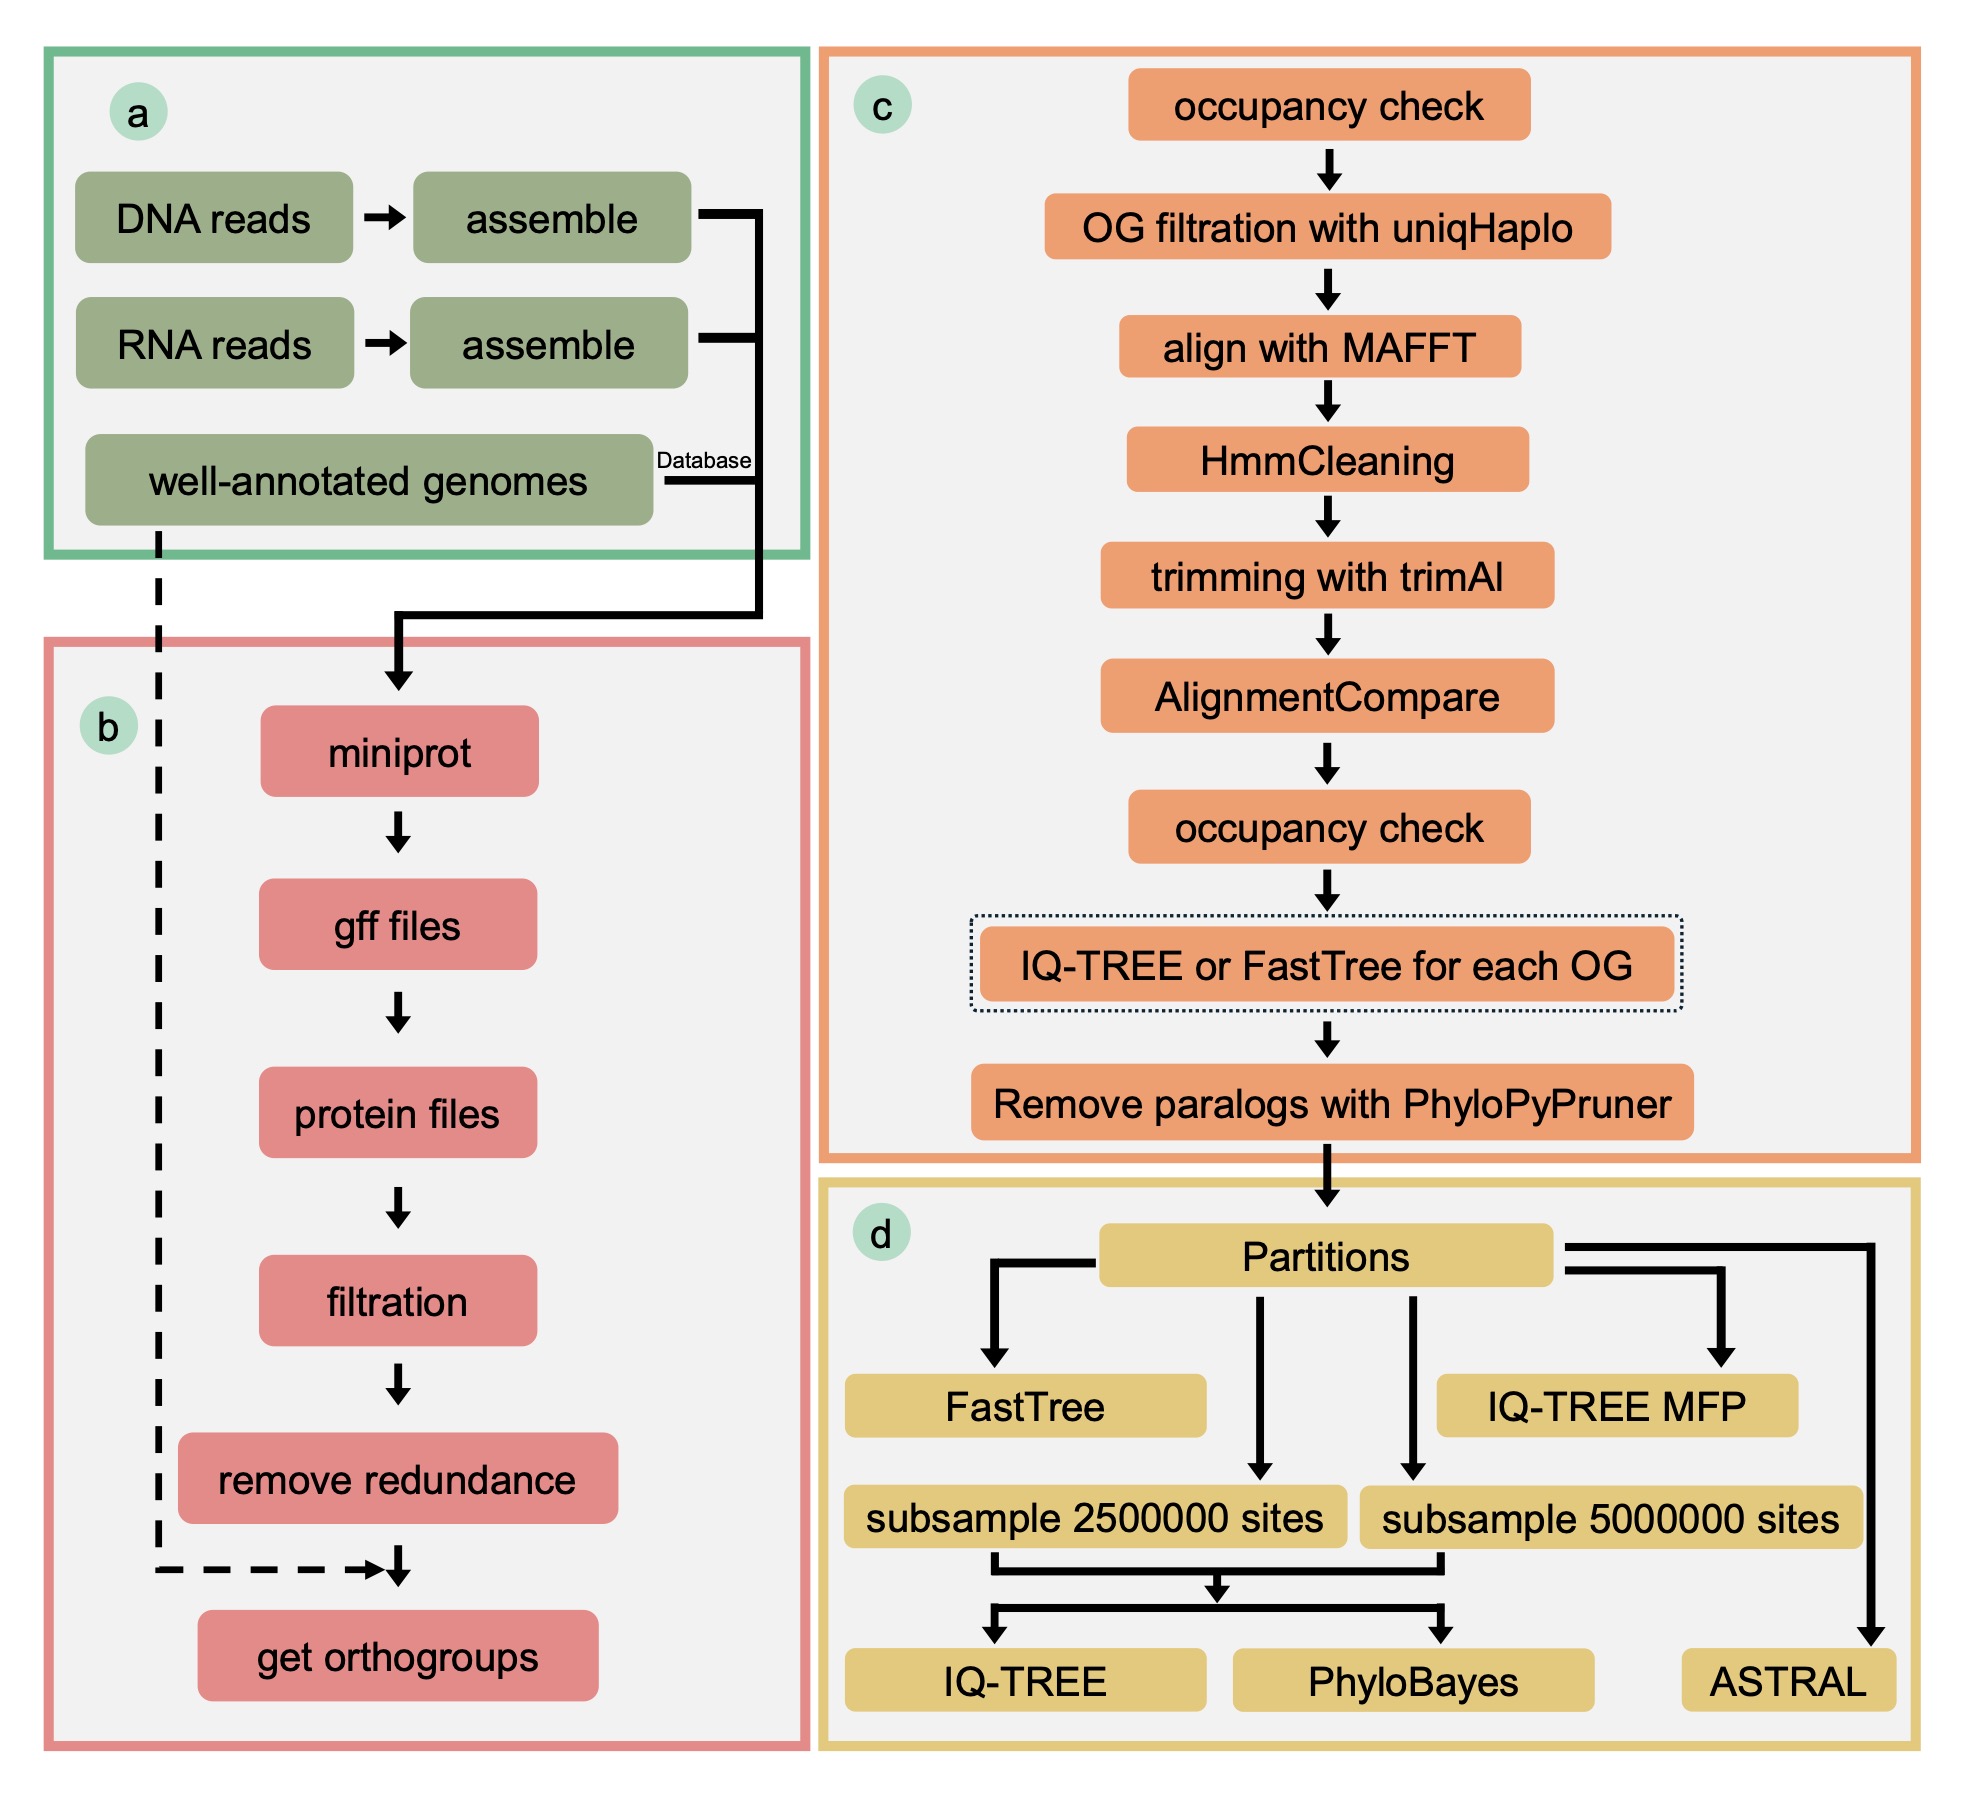 a
DNA reads
assemble
RNA reads
assemble
well-annotated genomes
Database
b
miniprot
gff files
protein files
filtration
remove redundance
get orthogroups
c
occupancy check
OG filtration with uniqHaplo
align with MAFFT
HmmCleaning
trimming with trimAl
AlignmentCompare
occupancy check
IQ-TREE or FastTree for each OG
Remove paralogs with PhyloPyPruner
d
Partitions
FastTree
IQ-TREE MFP
subsample 2500000 sites
subsample 5000000 sites
IQ-TREE
PhyloBayes
ASTRAL